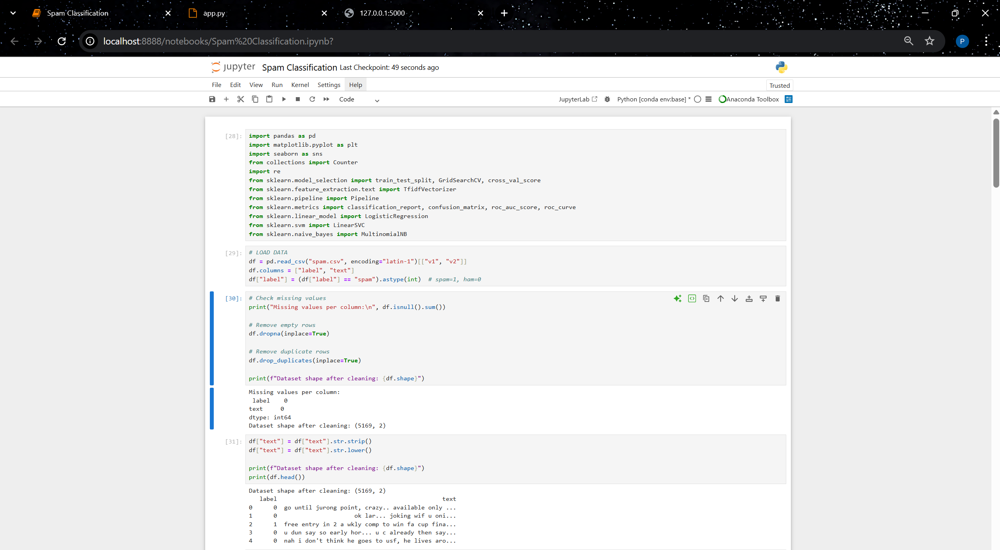 Spam Classification
app.py
127.0.0.1:5000
localhost:8888/notebooks/Spam%20Classification.ipynb?
P
jupyter Spam Classification Last Checkpoint: 49 seconds ago
File Edit View Run Kernel Settings Help
Trusted
Code
JupyterLab
Python [conda env:base] *
Anaconda Toolbox
[28]:
import pandas as pd
import matplotlib.pyplot as plt
import seaborn as sns
from collections import Counter
import re
from sklearn.model_selection import train_test_split, GridSearchCV, cross_val_score
from sklearn.feature_extraction.text import TfidfVectorizer
from sklearn.pipeline import Pipeline
from sklearn.metrics import classification_report, confusion_matrix, roc_auc_score, roc_curve
from sklearn.linear_model import LogisticRegression
from sklearn.svm import LinearSVC
from sklearn.naive_bayes import MultinomialNB
[29]:
# LOAD DATA
df = pd.read_csv("spam.csv", encoding="latin-1")[["v1", "v2"]]
df.columns = ["label", "text"]
df["label"] = (df["label"] == "spam").astype(int)  # spam=1, ham=0
[30]:
# Check missing values
print("Missing values per column:\n", df.isnull().sum())
# Remove empty rows
df.dropna(inplace=True)
# Remove duplicate rows
df.drop_duplicates(inplace=True)
print(f"Dataset shape after cleaning: {df.shape}")
Missing values per column:
label    0
text     0
dtype: int64
Dataset shape after cleaning: (5169, 2)
[31]:
df["text"] = df["text"].str.strip()
df["text"] = df["text"].str.lower()
print(f"Dataset shape after cleaning: {df.shape}")
print(df.head())
Dataset shape after cleaning: (5169, 2)
label                                               text
0      0  go until jurong point, crazy.. available only ...
1      0                      ok lar... joking wif u oni...
2      1  free entry in 2 a wkly comp to win fa cup fina...
3      0  u dun say so early hor... u c already then say...
4      0  nah i don't think he goes to usf, he lives aro...